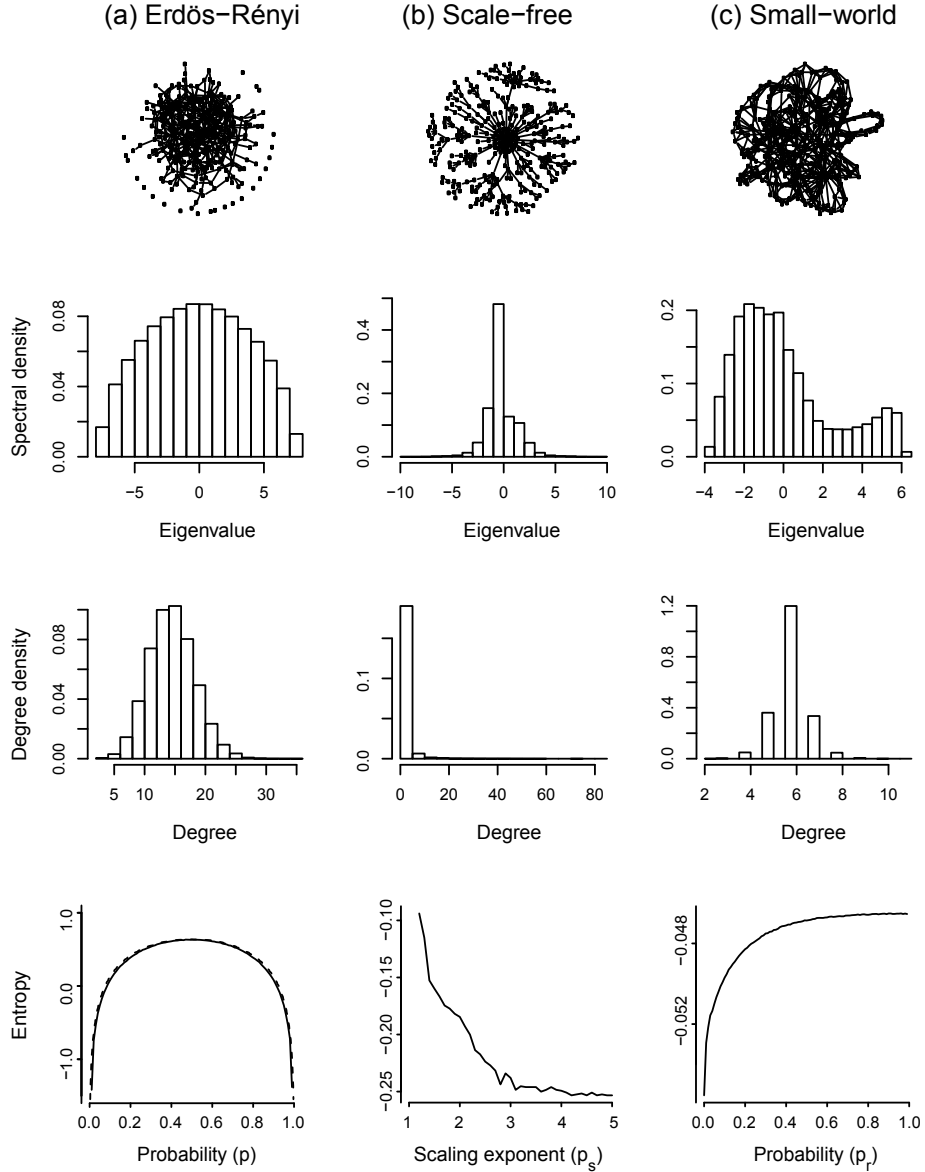 (a) Erdös−Rényi
(b) Scale−free
(c) Small−world
Spectral density
0.00 0.04 0.08
−5 0 5
Eigenvalue
0.0 0.2 0.4
−10 −5 0 5 10
Eigenvalue
0.0 0.1 0.2
−4 −2 0 2 4 6
Eigenvalue
Degree density
0.00 0.04 0.08
5 10 20 30
Degree
0.0 0.1
0 20 40 60 80
Degree
0.0 0.4 0.8 1.2
2 4 6 8 10
Degree
Entropy
−1.0 0.0 1.0
0.0 0.2 0.4 0.6 0.8 1.0
Probability (p)
−0.25 −0.20 −0.15 −0.10
1 2 3 4 5
Scaling exponent (pₛ)
−0.052 −0.048
0.0 0.2 0.4 0.6 0.8 1.0
Probability (pᵣ)